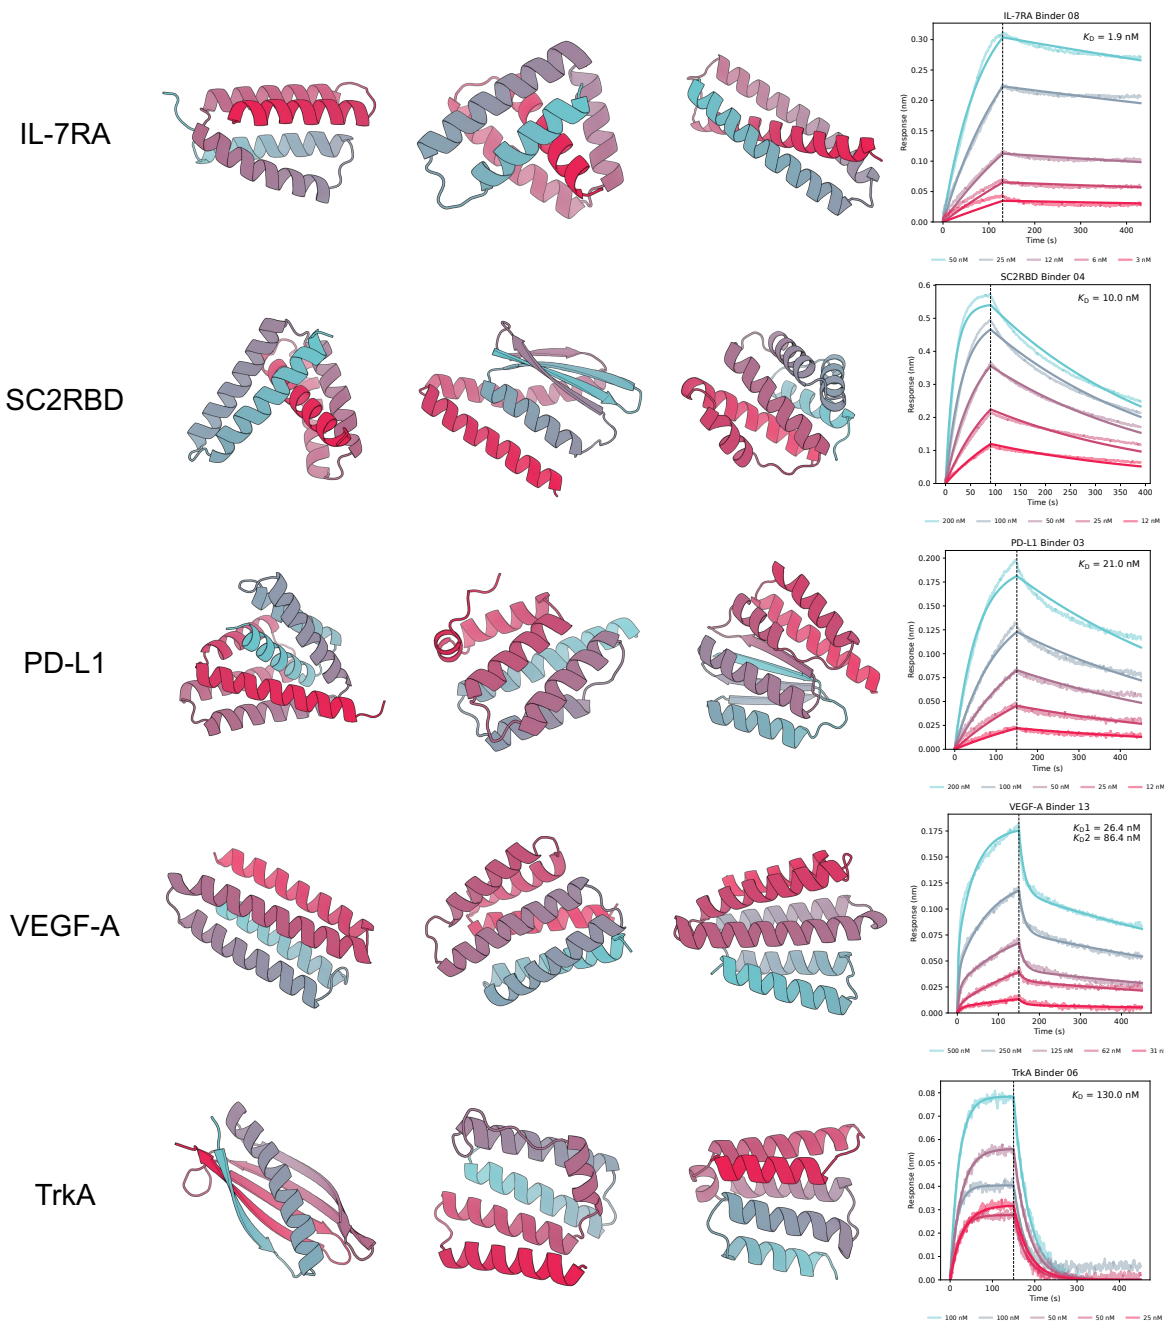 IL-7RA
IL-7RA Binder 08
K_D = 1.9 nM
Response (nm)
0.30
0.25
0.20
0.15
0.10
0.05
0.00
0 100 200 300 400
Time (s)
50 nM 25 nM 12 nM 6 nM 3 nM
SC2RBD
SC2RBD Binder 04
K_D = 10.0 nM
Response (nm)
0.6
0.5
0.4
0.3
0.2
0.1
0.0
0 50 100 150 200 250 300 350 400
Time (s)
200 nM 100 nM 50 nM 25 nM 12 nM
PD-L1
PD-L1 Binder 03
K_D = 21.0 nM
Response (nm)
0.200
0.175
0.150
0.125
0.100
0.075
0.050
0.025
0.000
0 100 200 300 400
Time (s)
200 nM 100 nM 50 nM 25 nM 12 nM
VEGF-A
VEGF-A Binder 13
K_D1 = 26.4 nM
K_D2 = 86.4 nM
Response (nm)
0.175
0.150
0.125
0.100
0.075
0.050
0.025
0.000
0 100 200 300 400
Time (s)
500 nM 250 nM 125 nM 62 nM 31 n
TrkA
TrkA Binder 06
K_D = 130.0 nM
Response (nm)
0.08
0.07
0.06
0.05
0.04
0.03
0.02
0.01
0.00
0 100 200 300 400
Time (s)
100 nM 100 nM 50 nM 50 nM 25 nM